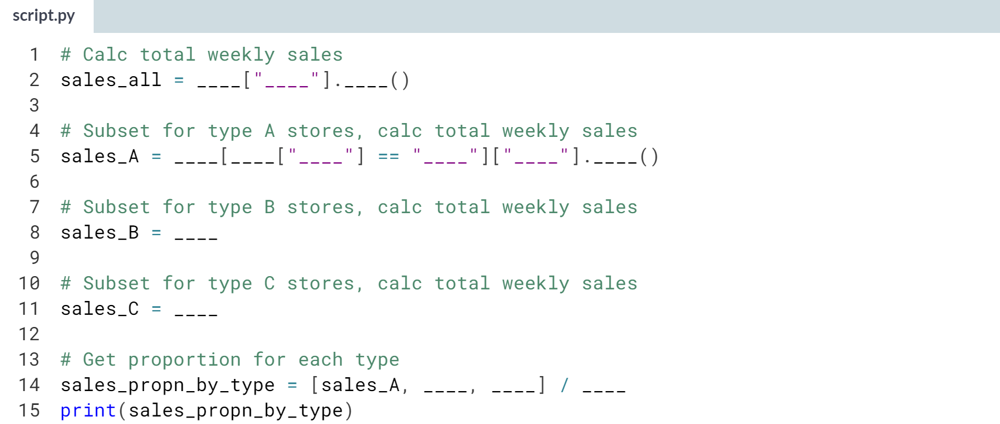 script.py
1 # Calc total weekly sales
2 sales_all = ____["____"].____()
3
4 # Subset for type A stores, calc total weekly sales
5 sales_A = ____[____["____"] == "____"]["____"].____()
6
7 # Subset for type B stores, calc total weekly sales
8 sales_B = ____
9
10 # Subset for type C stores, calc total weekly sales
11 sales_C = ____
12
13 # Get proportion for each type
14 sales_propn_by_type = [sales_A, ____, ____] / ____
15 print(sales_propn_by_type)